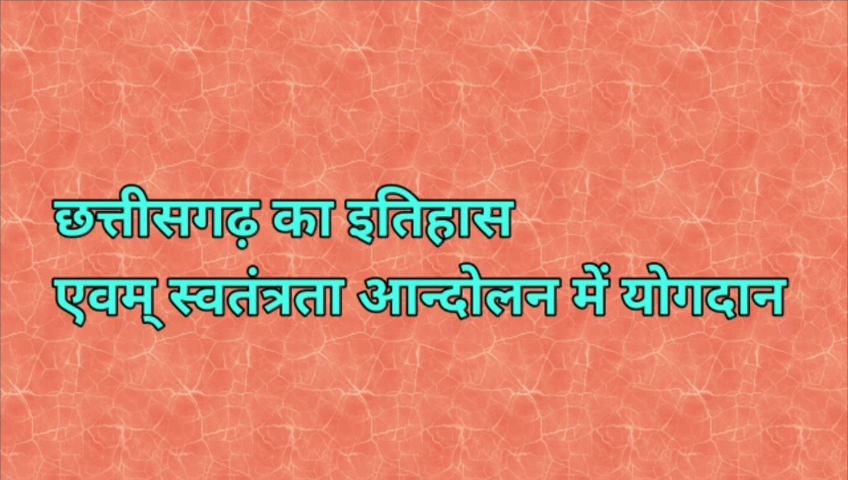 छत्तीसगढ़ का इतिहास
एवम् स्वतंत्रता आन्दोलन में योगदान